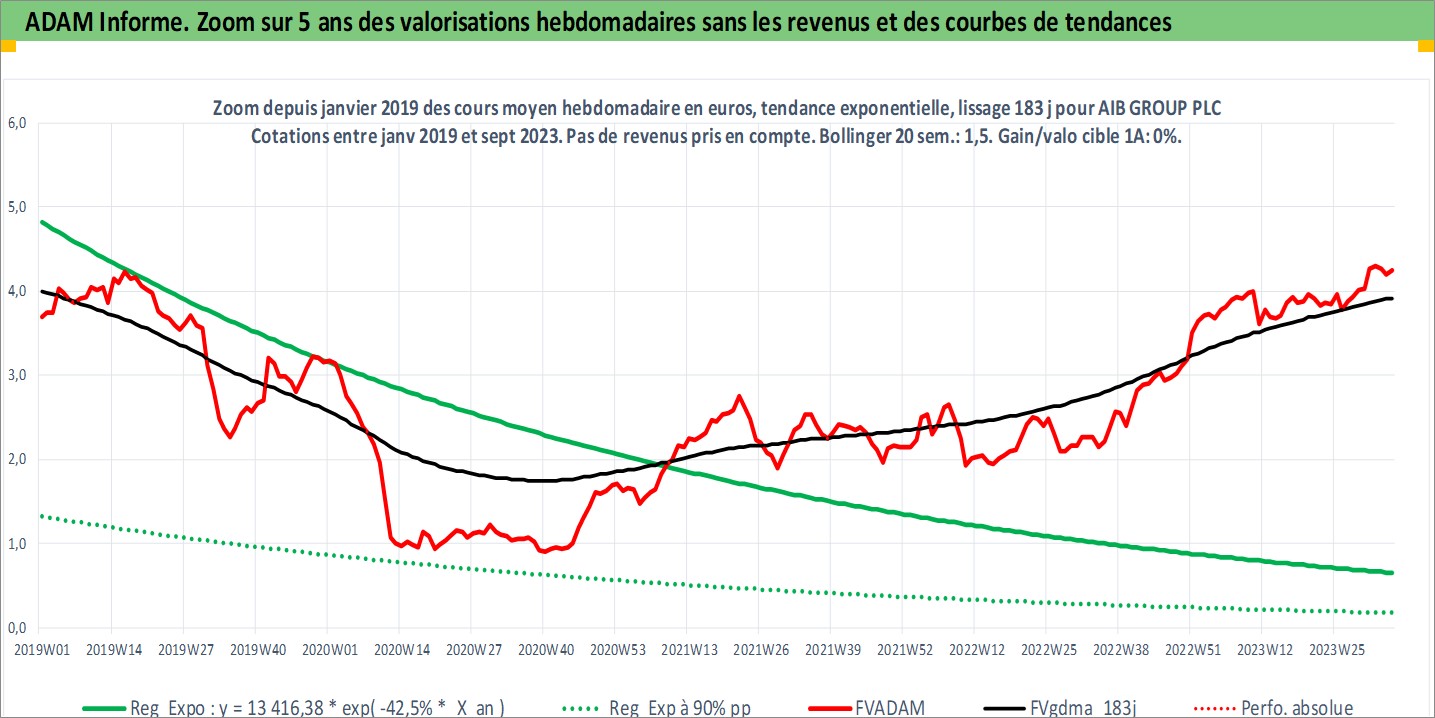 ADAM Informe. Zoom sur 5 ans des valorisations hebdomadaires sans les revenus et des courbes de tendances
Zoom depuis janvier 2019 des cours moyen hebdomadaire en euros, tendance exponentielle, lissage 183 j pour AIB GROUP PLC
Cotations entre janv 2019 et sept 2023. Pas de revenus pris en compte. Bollinger 20 sem.: 1,5. Gain/valo cible 1A: 0%.
6,0
5,0
4,0
3,0
2,0
1,0
0,0
2019W01 2019W14 2019W27 2019W40 2020W01 2020W14 2020W27 2020W40 2020W53 2021W13 2021W26 2021W39 2021W52 2022W12 2022W25 2022W38 2022W51 2023W12 2023W25
Reg Expo : y = 13 416,38 * exp( -42,5% * X an ) Reg Exp à 90% pp FVADAM FVgdma 183j Perfo. absolue